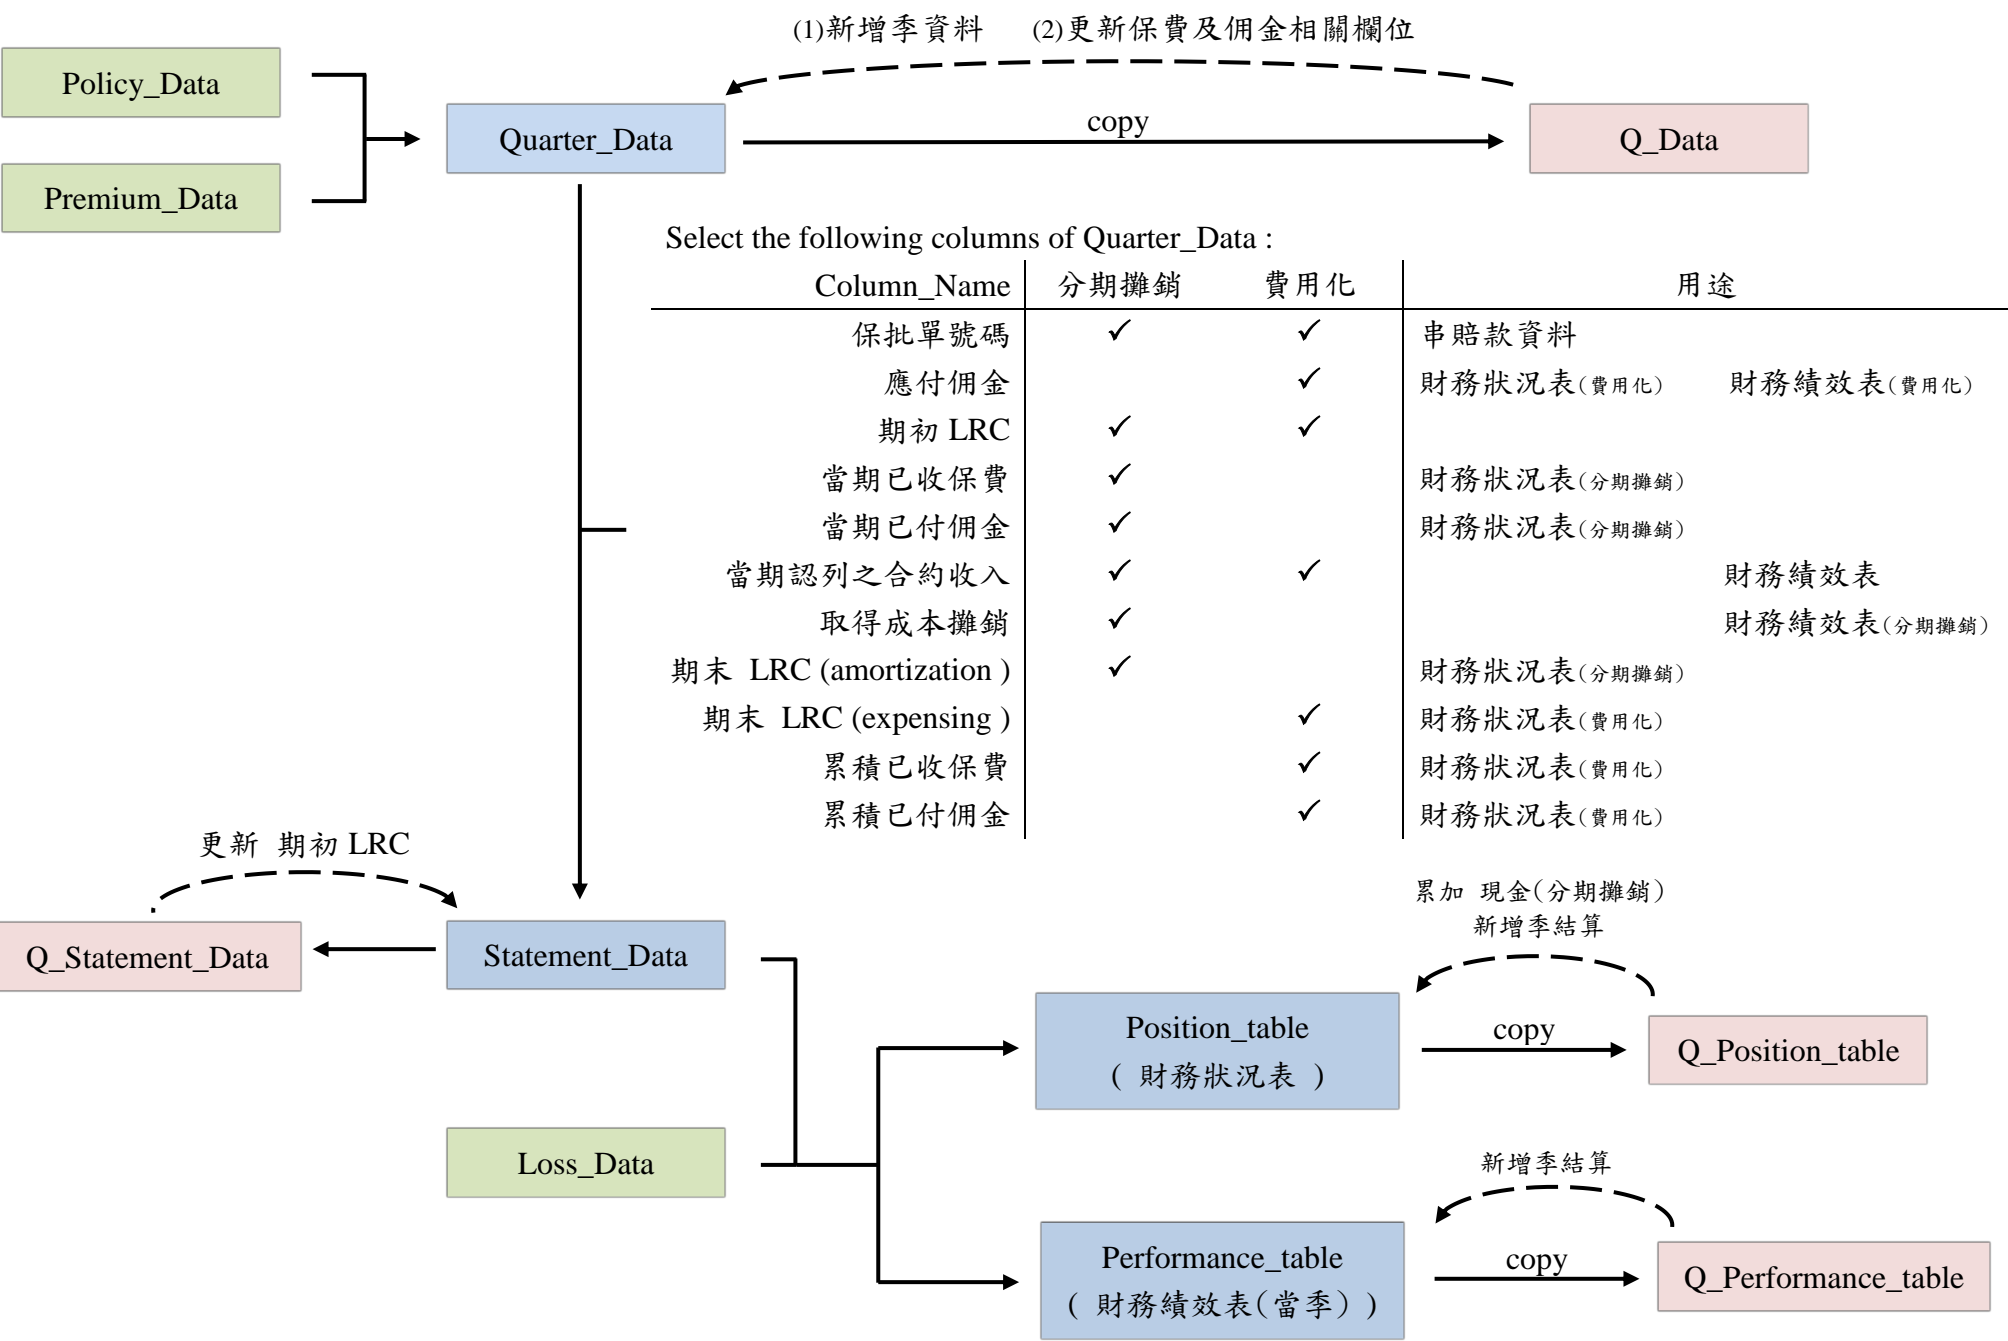 (1)新增季資料 (2)更新保費及佣金相關欄位
Policy_Data
Premium_Data
Quarter_Data
copy
Q_Data
Select the following columns of Quarter_Data :
Column_Name 分期攤銷 費用化 用途
保批單號碼 ✓ ✓ 串賠款資料
應付佣金 ✓ 財務狀況表(費用化) 財務績效表(費用化)
期初 LRC ✓ ✓
當期已收保費 ✓ 財務狀況表(分期攤銷)
當期已付佣金 ✓ 財務狀況表(分期攤銷)
當期認列之合約收入 ✓ ✓ 財務績效表
取得成本攤銷 ✓ 財務績效表(分期攤銷)
期末 LRC (amortization ) ✓ 財務狀況表(分期攤銷)
期末 LRC (expensing ) ✓ 財務狀況表(費用化)
累積已收保費 ✓ 財務狀況表(費用化)
累積已付佣金 ✓ 財務狀況表(費用化)
更新 期初 LRC
Q_Statement_Data
Statement_Data
Loss_Data
累加 現金(分期攤銷)
新增季結算
Position_table
( 財務狀況表 )
copy
Q_Position_table
新增季結算
Performance_table
( 財務績效表(當季) )
copy
Q_Performance_table